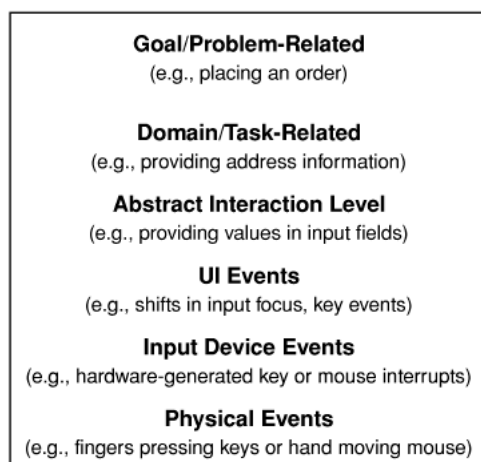 Goal/Problem-Related
(e.g., placing an order)
Domain/Task-Related
(e.g., providing address information)
Abstract Interaction Level
(e.g., providing values in input fields)
UI Events
(e.g., shifts in input focus, key events)
Input Device Events
(e.g., hardware-generated key or mouse interrupts)
Physical Events
(e.g., fingers pressing keys or hand moving mouse)